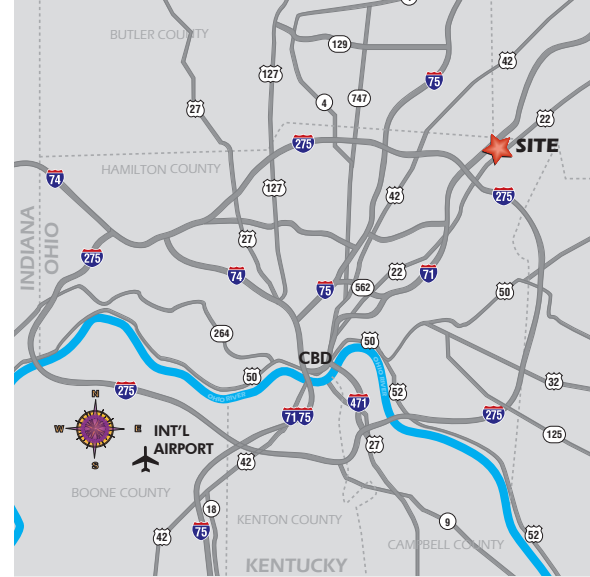 BUTLER COUNTY
129
42
127
75
747
4
27
22
SITE
275
HAMILTON COUNTY
74
127
42
275
INDIANA
OHIO
27
275
74
22
71
75
562
50
264
50
CBD
OHIO RIVER
50
32
275
52
471
275
OHIO RIVER
N
W
E
S
INT'L
AIRPORT
71 75
125
27
42
BOONE COUNTY
18
KENTON COUNTY
9
75
42
52
CAMPBELL COUNTY
KENTUCKY